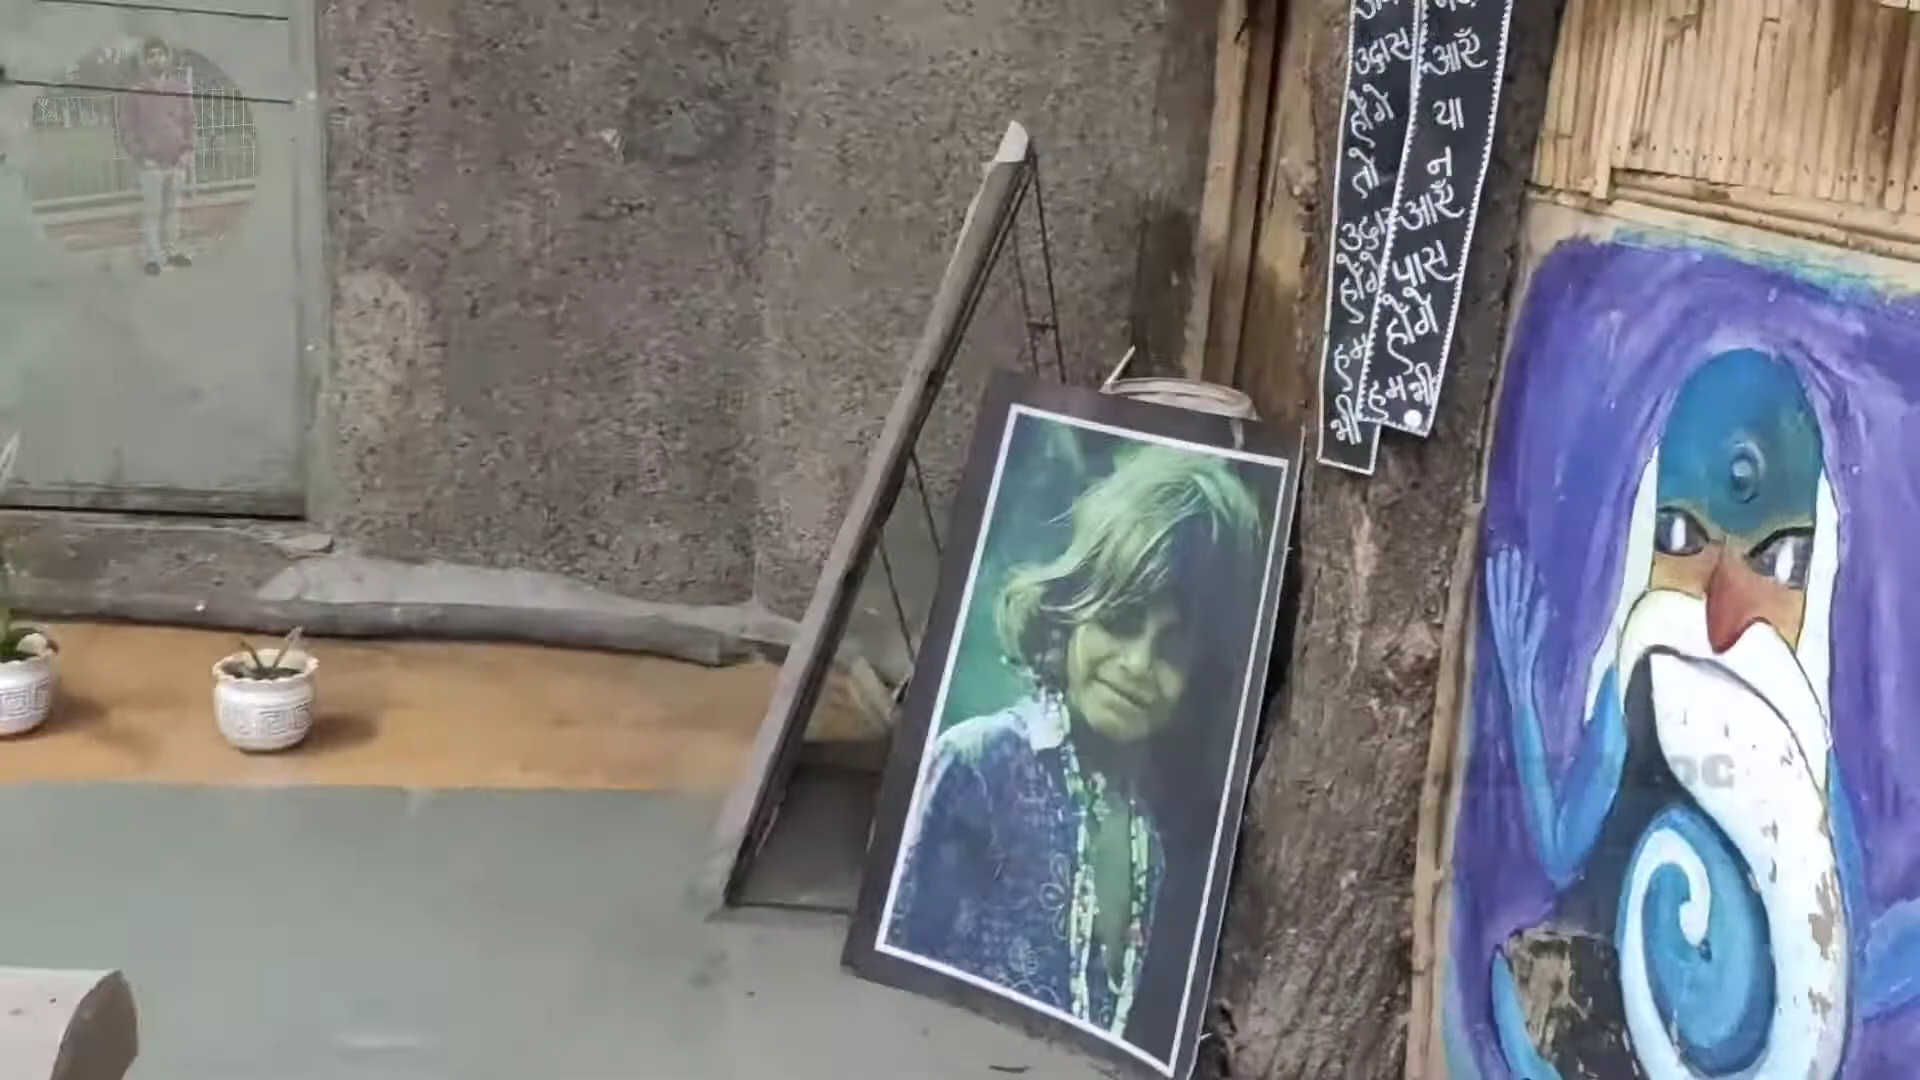 उदास
होंगे
तो
उदास
होंगे
हम
भी
आएँ
या
न
आएँ
पास
होंगे
हम भी